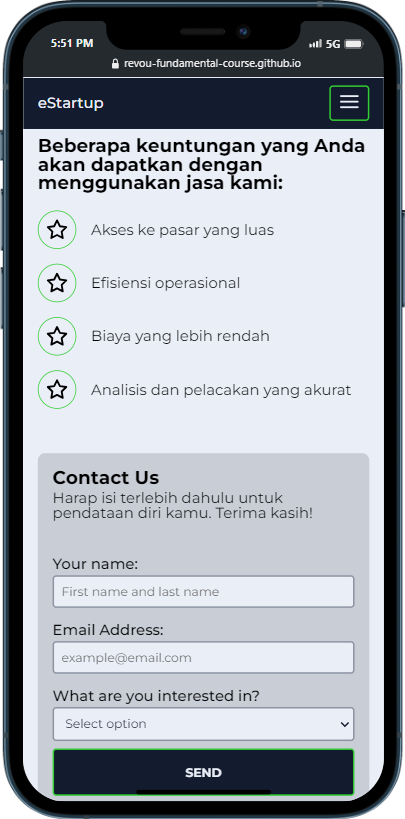 5:51 PM
5G
revou-fundamental-course.github.io
eStartup
Beberapa keuntungan yang Anda
akan dapatkan dengan
menggunakan jasa kami:
Akses ke pasar yang luas
Efisiensi operasional
Biaya yang lebih rendah
Analisis dan pelacakan yang akurat
Contact Us
Harap isi terlebih dahulu untuk
pendataan diri kamu. Terima kasih!
Your name:
First name and last name
Email Address:
example@email.com
What are you interested in?
Select option
SEND